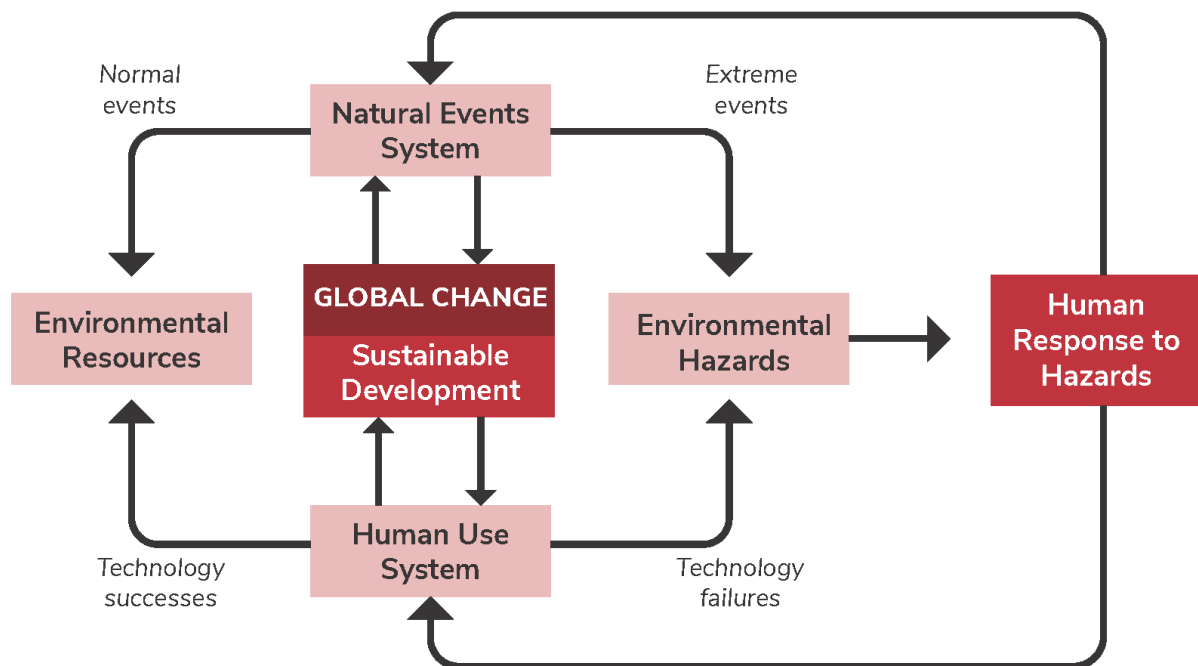 Normal
events
Extreme
events
Natural Events
System
GLOBAL CHANGE
Sustainable
Development
Environmental
Resources
Environmental
Hazards
Human
Response to
Hazards
Human Use
System
Technology
successes
Technology
failures